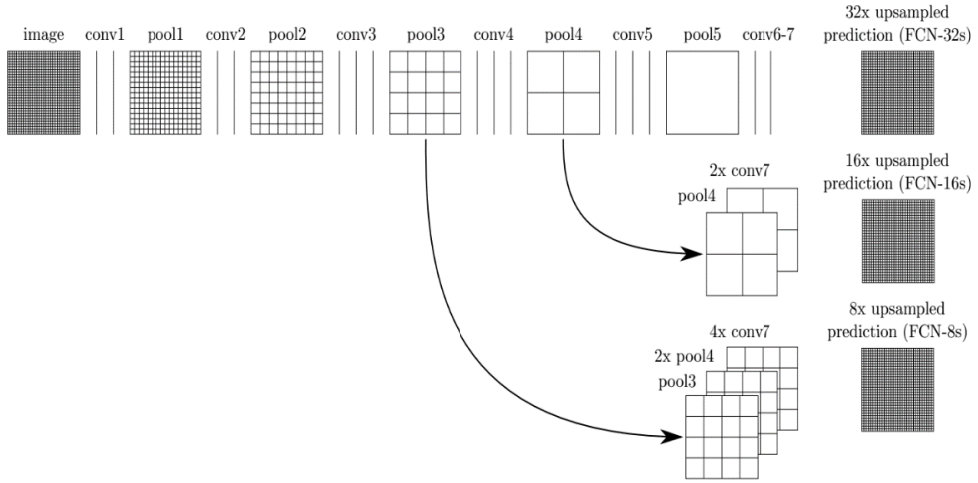 image
conv1
pool1
conv2
pool2
conv3
pool3
conv4
pool4
conv5
pool5
conv6-7
32x upsampled
prediction (FCN-32s)
2x conv7
pool4
16x upsampled
prediction (FCN-16s)
4x conv7
2x pool4
pool3
8x upsampled
prediction (FCN-8s)